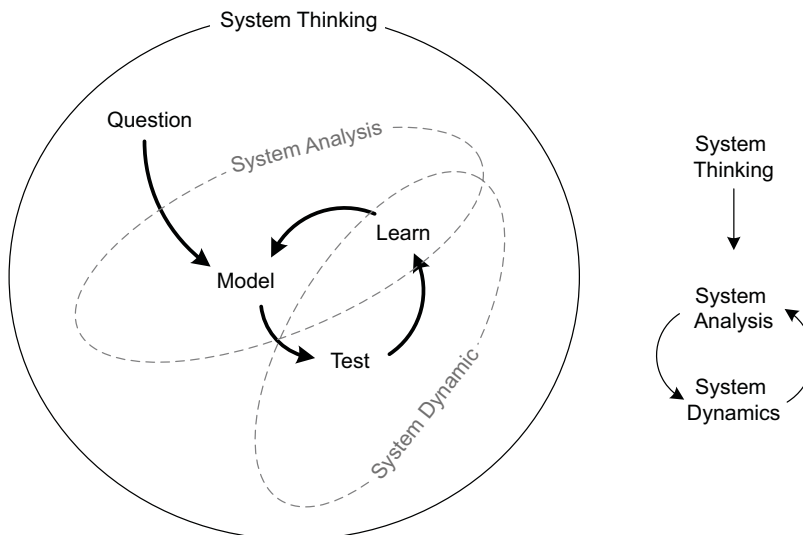 System Thinking
Question
System Analysis
Learn
Model
Test
System Dynamic
System
Thinking
System
Analysis
System
Dynamics